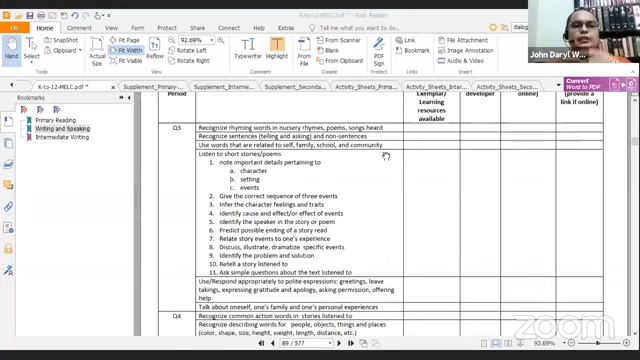 K-to-12-MELC.pdf * - Foxit Reader
dialog
File Home Comment View Form Protect Share Help Tell me what you want to do...
SnapShot
Clipboard
Hand
Select
Actual Size
Fit Page
Fit Width
Fit Visible
92.69%
Rotate Left
Rotate Right
Typewriter
Highlight
From File
From Scanner
Blank
From Clipboard
Link
Bookmark
File Attachment
Image Annotation
Audio & Video
John Daryl W...
K-to-12-MELC.pdf *
Supplement_Primary-...
Supplement_Interme...
Supplement_Seconda...
Activity_Sheets_Prima...
Activity_Sheets_Inter...
Activity_Sheets_Seco...
Convert Word to PDF
Bookmarks
Primary Reading
Writing and Speaking
Intermediate Writing
Period
Exemplar/
Learning
resources
available
developer
online)
(provide a
link if online)
Q3
Recognize rhyming words in nursery rhymes, poems, songs heard
Recognize sentences (telling and asking) and non-sentences
Use words that are related to self, family, school, and community
Listen to short stories/poems
1. note important details pertaining to
a. character
b. setting
c. events
2. Give the correct sequence of three events
3. Infer the character feelings and traits
4. Identify cause and effect/or effect of events
5. Identify the speaker in the story or poem
6. Predict possible ending of a story read
7. Relate story events to one's experience
8. Discuss, illustrate, dramatize specific events
9. Identify the problem and solution
10. Retell a story listened to
11. Ask simple questions about the text listened to
Use/Respond appropriately to polite expressions: greetings, leave
takings, expressing gratitude and apology, asking permission, offering
help
Talk about oneself, one's family and one's personal experiences
Q4
Recognize common action words in stories listened to
Recognize describing words for people, objects, things and places
(color, shape, size, height, weight, length, distance, etc.)
zoom
89 / 577
92.69%